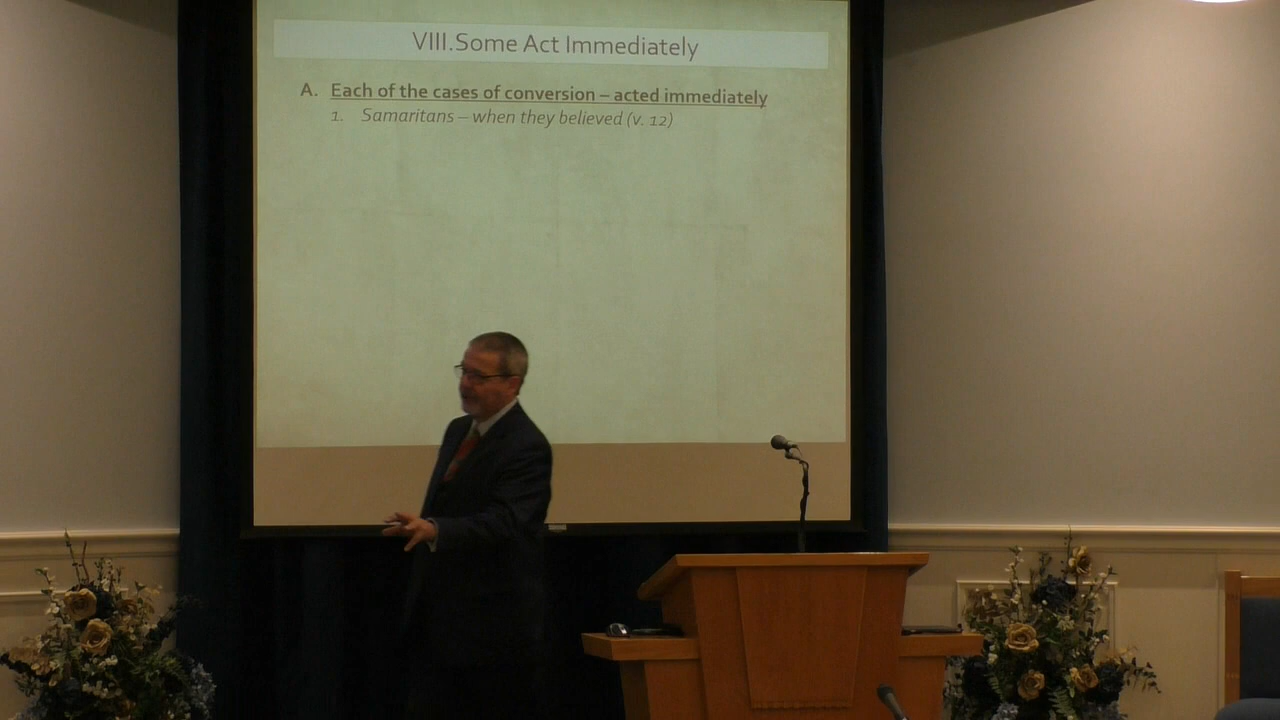 VIII.Some Act Immediately
A. Each of the cases of conversion – acted immediately
1. Samaritans – when they believed (v. 12)